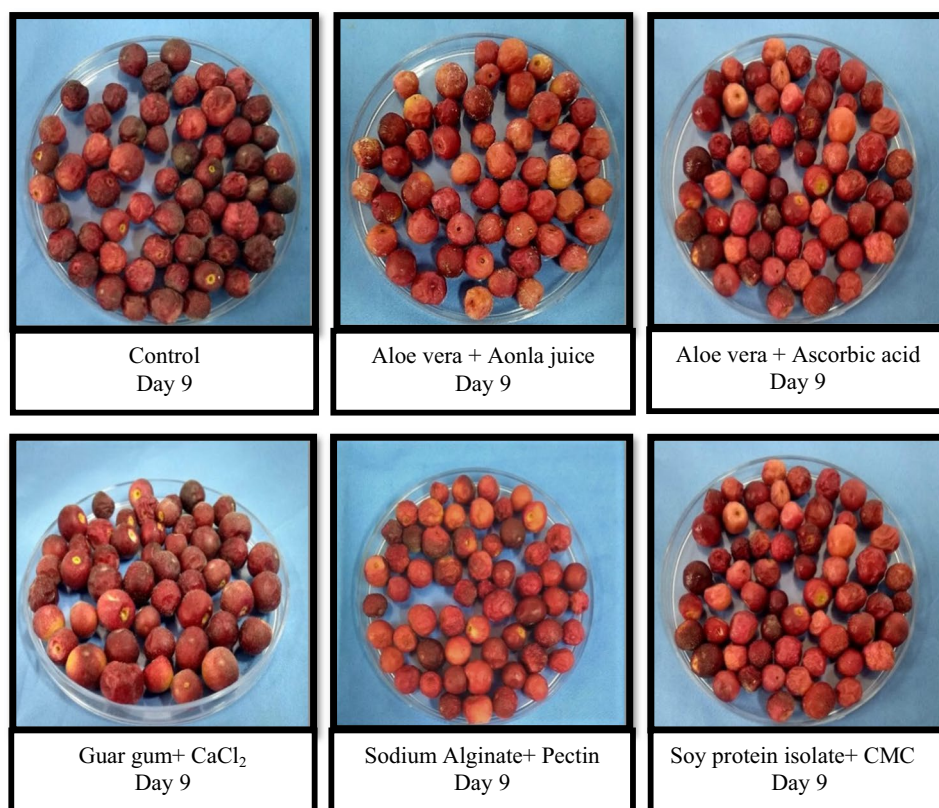 Control
Day 9
Aloe vera + Aonla juice
Day 9
Aloe vera + Ascorbic acid
Day 9
Guar gum+ CaCl₂
Day 9
Sodium Alginate+ Pectin
Day 9
Soy protein isolate+ CMC
Day 9